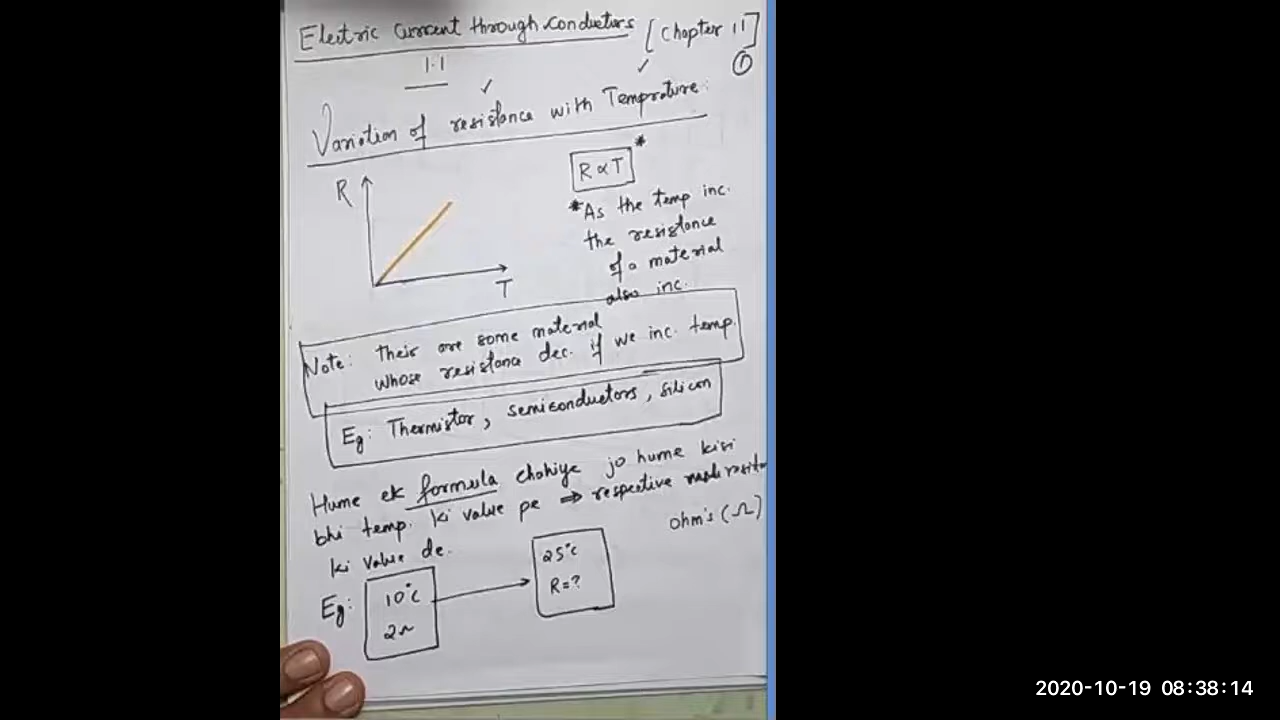 Electric current through conductors [Chapter 11]
1.1
①
Variation of resistance with Temprature:
R
T
R ∝ T *
*As the temp inc.
the resistance
of a material
also inc.
Note: Their are some material
whose resistance dec. if we inc. temp.
Eg: Thermistor, semiconductors, silicon
Hume ek formula chahiye jo hume kisi
bhi temp. ki value pe ⇒ respective
ki value de.
ohm's (Ω)
Eg:
10°C
2Ω
25°C
R=?
2020-10-19 08:38:14